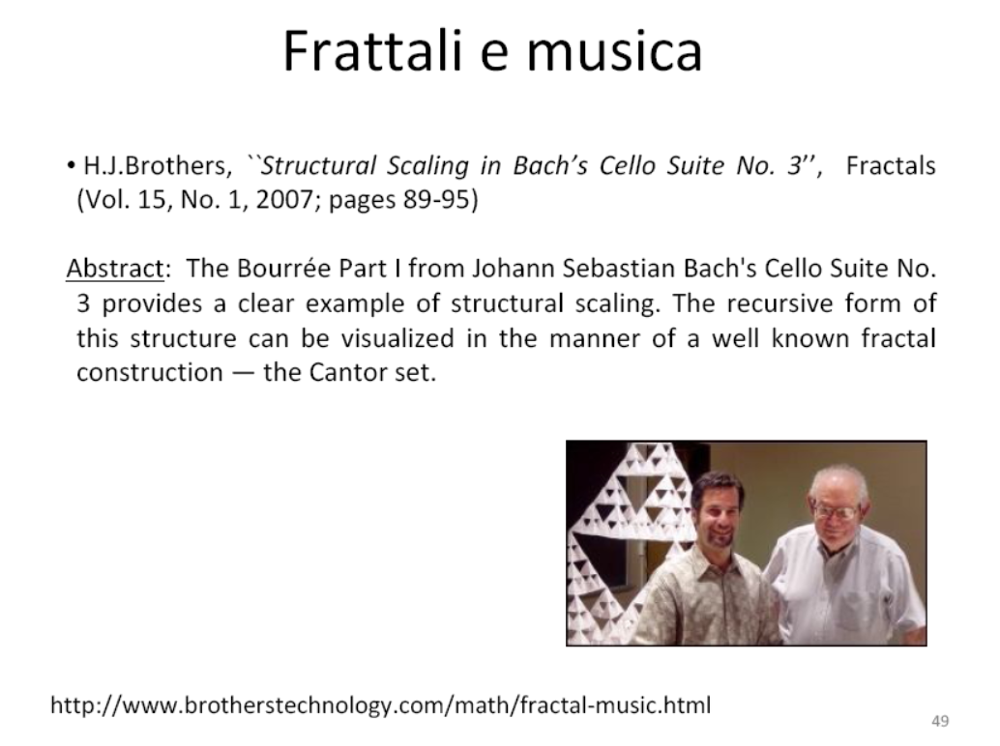 Frattali e musica
• H.J.Brothers, ``Structural Scaling in Bach’s Cello Suite No. 3’’, Fractals
(Vol. 15, No. 1, 2007; pages 89-95)
Abstract: The Bourrée Part I from Johann Sebastian Bach's Cello Suite No.
3 provides a clear example of structural scaling. The recursive form of
this structure can be visualized in the manner of a well known fractal
construction — the Cantor set.
http://www.brotherstechnology.com/math/fractal-music.html
49